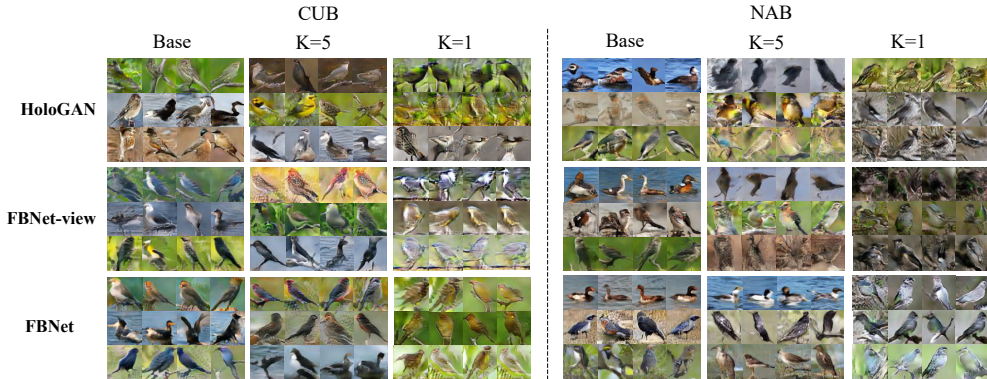 CUB NAB
Base K=5 K=1 Base K=5 K=1
HoloGAN
FBNet-view
FBNet